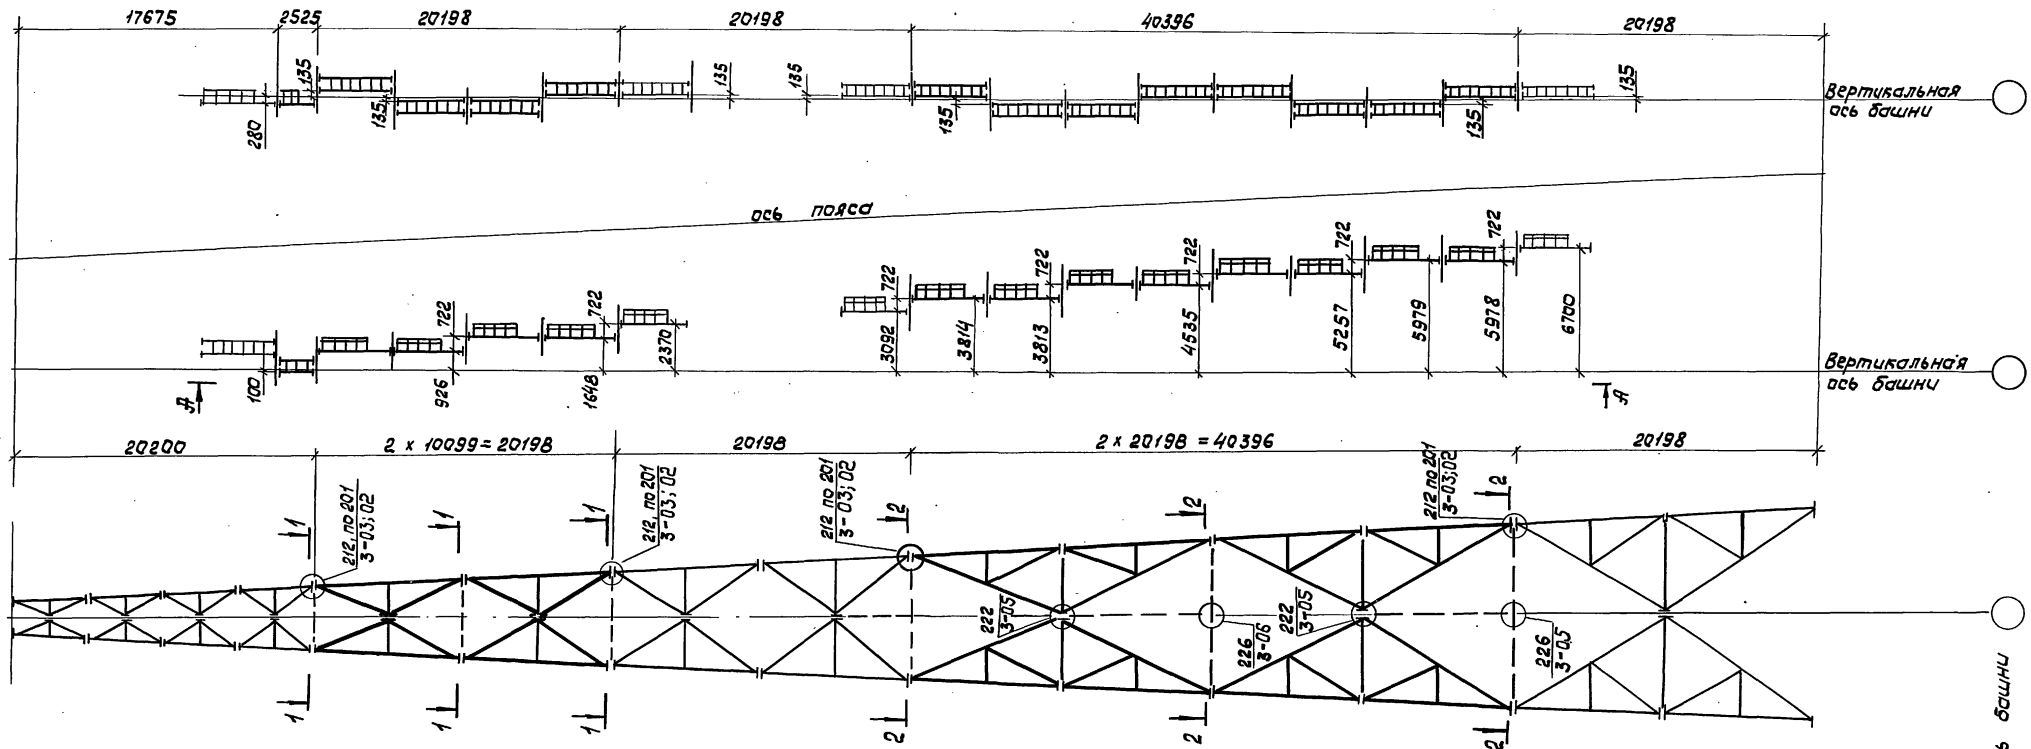 17675 2525 20198 20198 40396 20198
135 135 135 135
280 135 135 135
Вертикальная
ось башни
ось пояса
722 722 722 722 722 722 722
100 926 1648 2370 3092 3814 3813 4535 5257 5979 5978 6700
Вертикальная
ось башни
А А
20200 2 x 10099 = 20198 20198 2 x 20198 = 40396 20198
212, по 201
3-03; 02
212, по 201
3-03; 02
212 по 201
3-03; 02
212 по 201
3-03; 02
1 1 1 2 2 2
222
3-05
226
3-06
222
3-05
226
3-05
1 1 1 2 2 2
башни